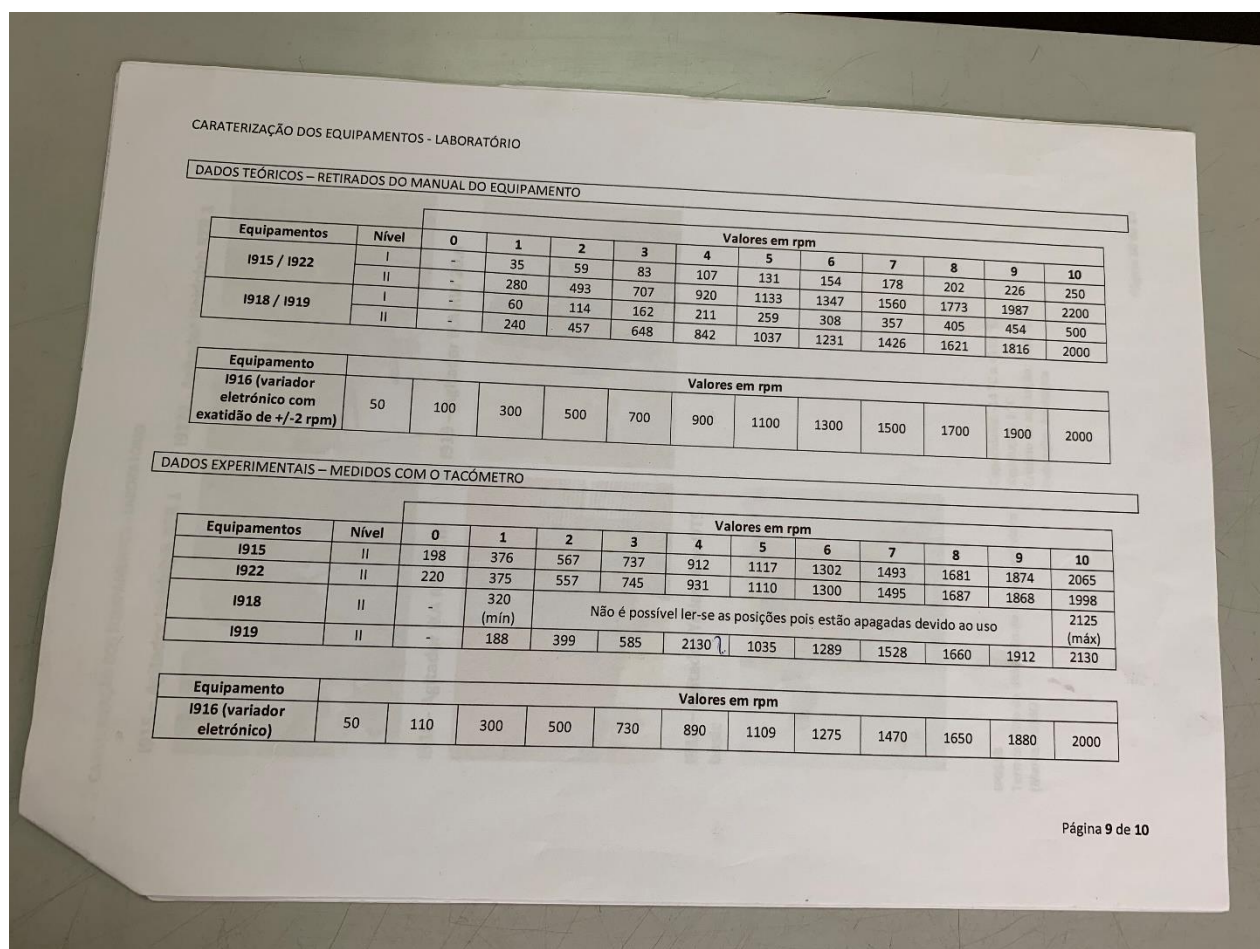 CARATERIZAÇÃO DOS EQUIPAMENTOS - LABORATÓRIO
DADOS TEÓRICOS – RETIRADOS DO MANUAL DO EQUIPAMENTO
Valores em rpm
Equipamentos Nível 0 1 2 3 4 5 6 7 8 9 10
I915 / I922 I - 35 59 83 107 131 154 178 202 226 250
II - 280 493 707 920 1133 1347 1560 1773 1987 2200
I918 / I919 I - 60 114 162 211 259 308 357 405 454 500
II - 240 457 648 842 1037 1231 1426 1621 1816 2000
Equipamento Valores em rpm
I916 (variador
eletrónico com
exatidão de +/-2 rpm) 50 100 300 500 700 900 1100 1300 1500 1700 1900 2000
DADOS EXPERIMENTAIS – MEDIDOS COM O TACÓMETRO
Valores em rpm
Equipamentos Nível 0 1 2 3 4 5 6 7 8 9 10
I915 II 198 376 567 737 912 1117 1302 1493 1681 1874 2065
I922 II 220 375 557 745 931 1110 1300 1495 1687 1868 1998
I918 II - 320 (mín) Não é possível ler-se as posições pois estão apagadas devido ao uso 2125 (máx)
I919 II - 188 399 585 2130 1035 1289 1528 1660 1912 2130
Equipamento Valores em rpm
I916 (variador
eletrónico) 50 110 300 500 730 890 1109 1275 1470 1650 1880 2000
Página 9 de 10